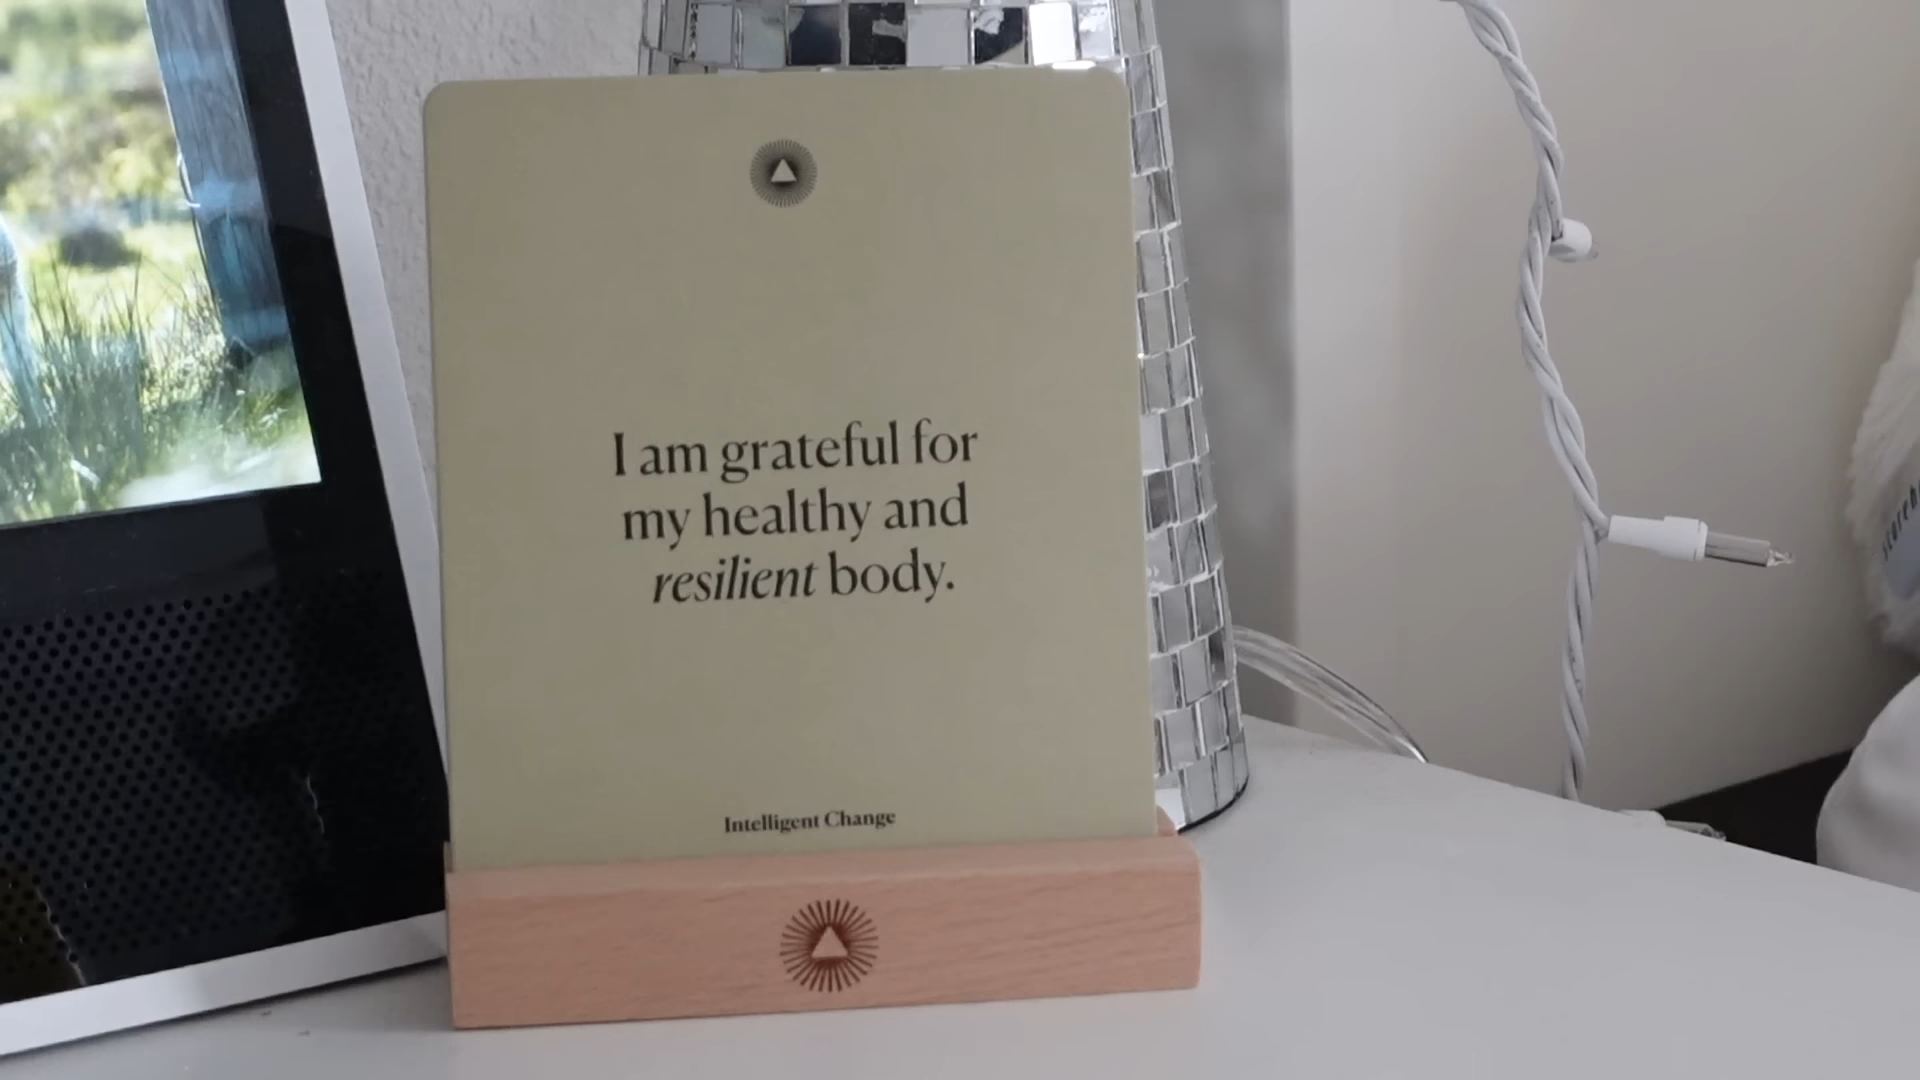 I am grateful for
my healthy and
resilient body.
Intelligent Change